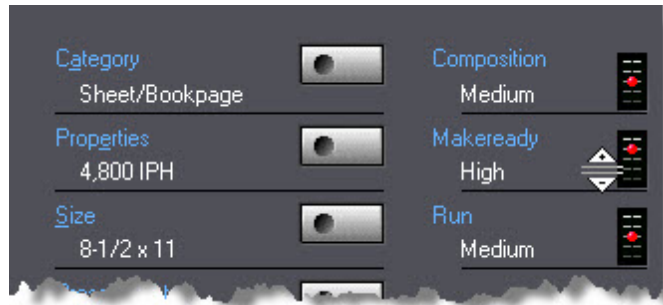 Category
Sheet/Bookpage
Properties
4,800 IPH
Size
8-1/2 x 11
Composition
Medium
Makeready
High
Run
Medium